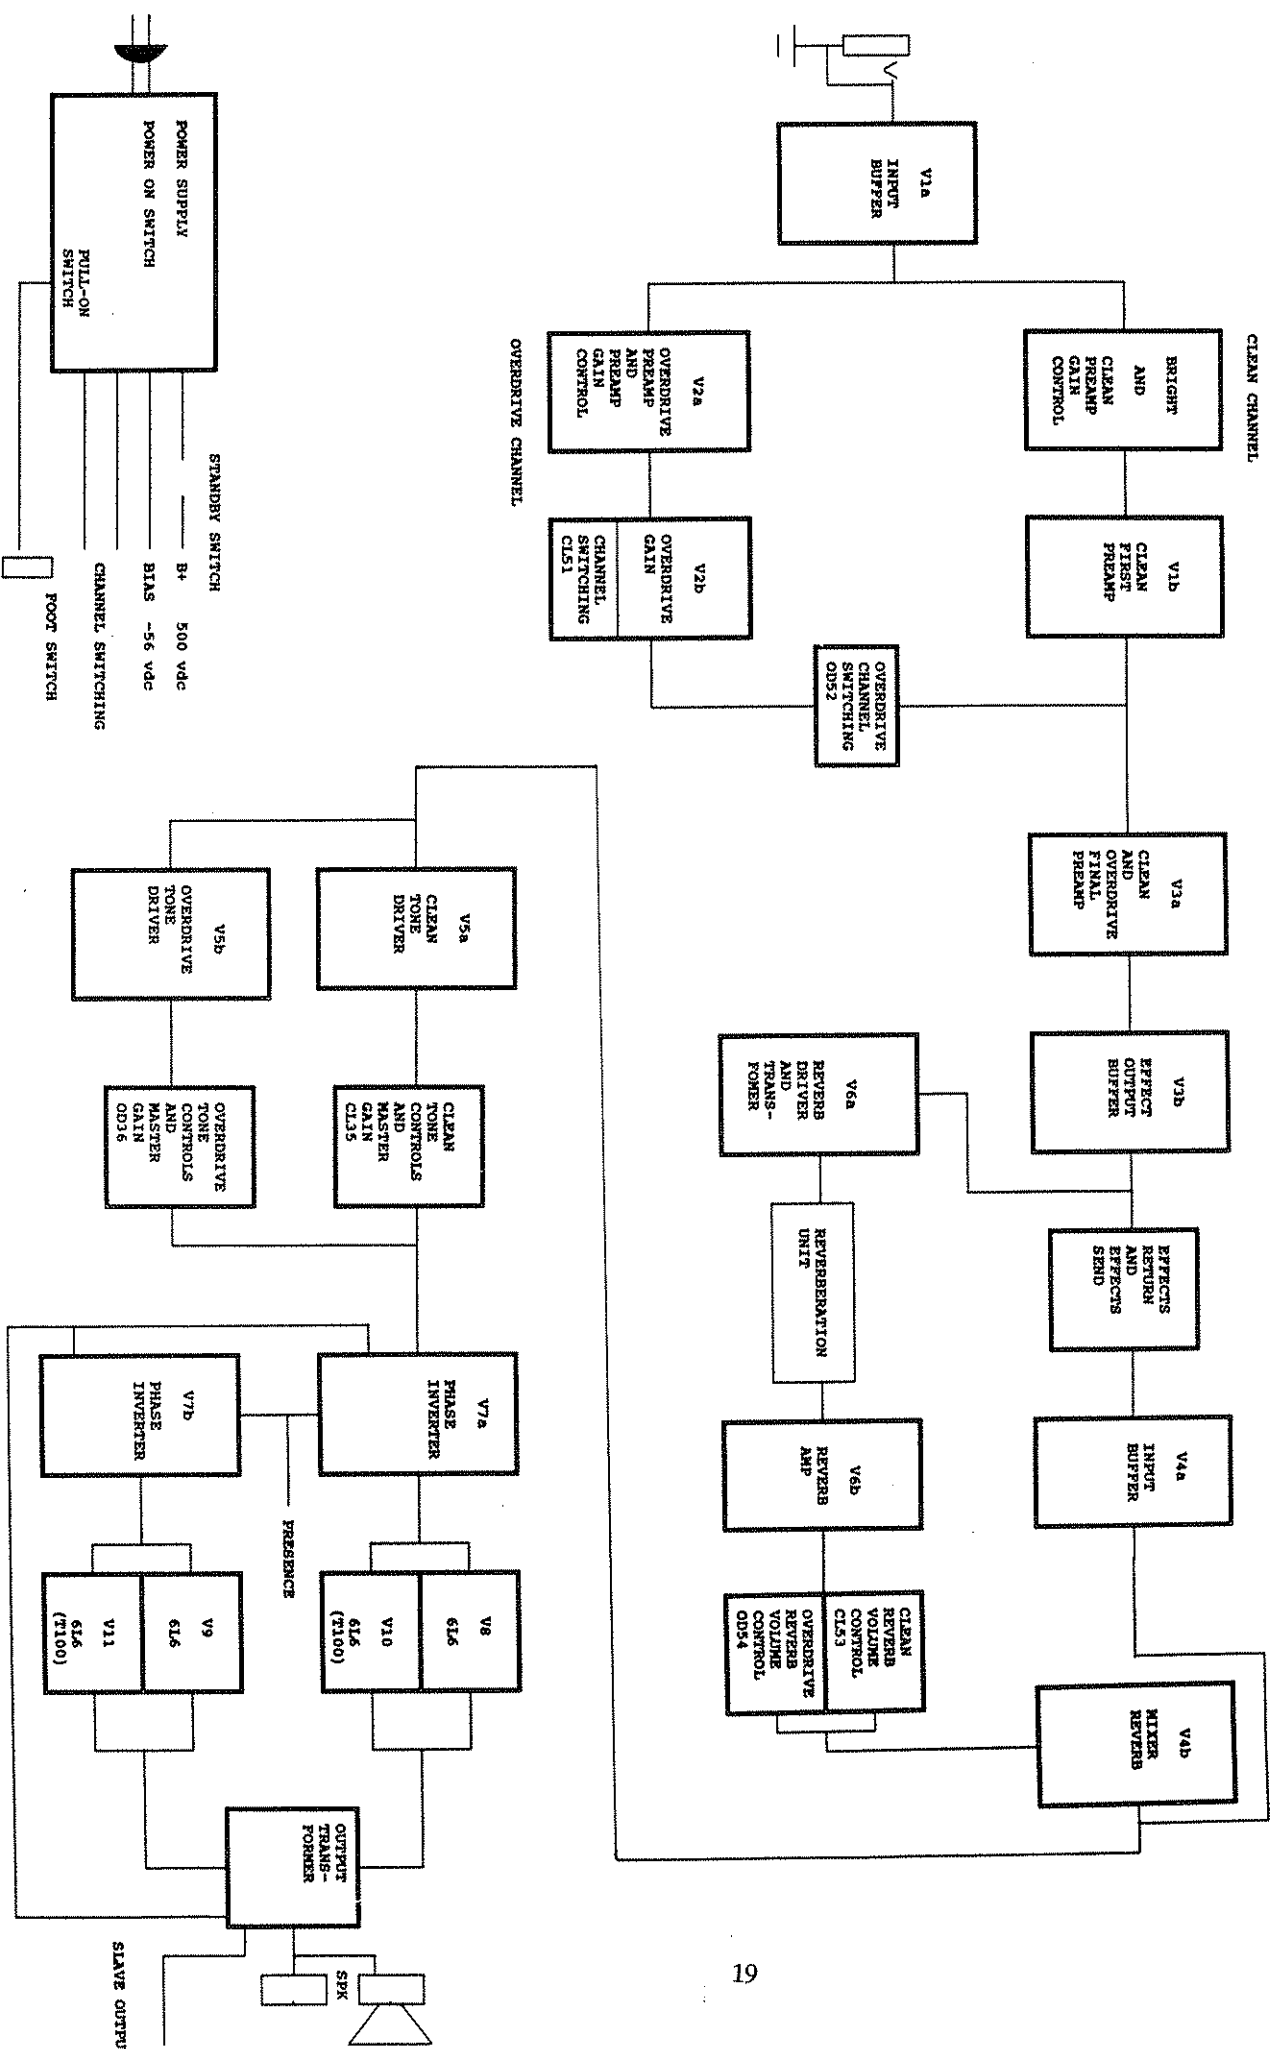 CLEAN CHANNEL
V1a
INPUT
BUFFER
BRIGHT
AND
CLEAN
PREAMP
GAIN
CONTROL
V1b
CLEAN
FIRST
PREAMP
V2a
OVERDRIVE
PREAMP
AND
PREAMP
GAIN
CONTROL
V2b
OVERDRIVE
GAIN
CHANNEL
SWITCHING
CL51
OVERDRIVE CHANNEL
OVERDRIVE
CHANNEL
SWITCHING
OD52
V3a
CLEAN
AND
OVERDRIVE
FINAL
PREAMP
V3b
EFFECT
OUTPUT
BUFFER
EFFECTS
RETURN
AND
EFFECTS
SEND
V4a
INPUT
BUFFER
V4b
MIXER
REVERB
V6a
REVERB
DRIVER
AND
TRANS-
FOMER
REVERBERATION
UNIT
V6b
REVERB
AMP
CLEAN
REVERB
VOLUME
CONTROL
CL53
OVERDRIVE
REVERB
VOLUME
CONTROL
OD54
V5a
CLEAN
TONE
DRIVER
CLEAN
TONE
CONTROLS
AND
MASTER
GAIN
CL35
V5b
OVERDRIVE
TONE
DRIVER
OVERDRIVE
TONE
CONTROLS
AND
MASTER
GAIN
OD36
V7a
PHASE
INVERTER
V7b
PHASE
INVERTER
PRESENCE
V8
6L6
V10
6L6
(T100)
V9
6L6
V11
6L6
(T100)
OUTPUT
TRANS-
FORMER
SPK
SLAVE OUTPU
POWER SUPPLY
POWER ON SWITCH
PULL-ON
SWITCH
STANDBY SWITCH
B+ 500 vdc
BIAS -56 vdc
CHANNEL SWITCHING
FOOT SWITCH
19